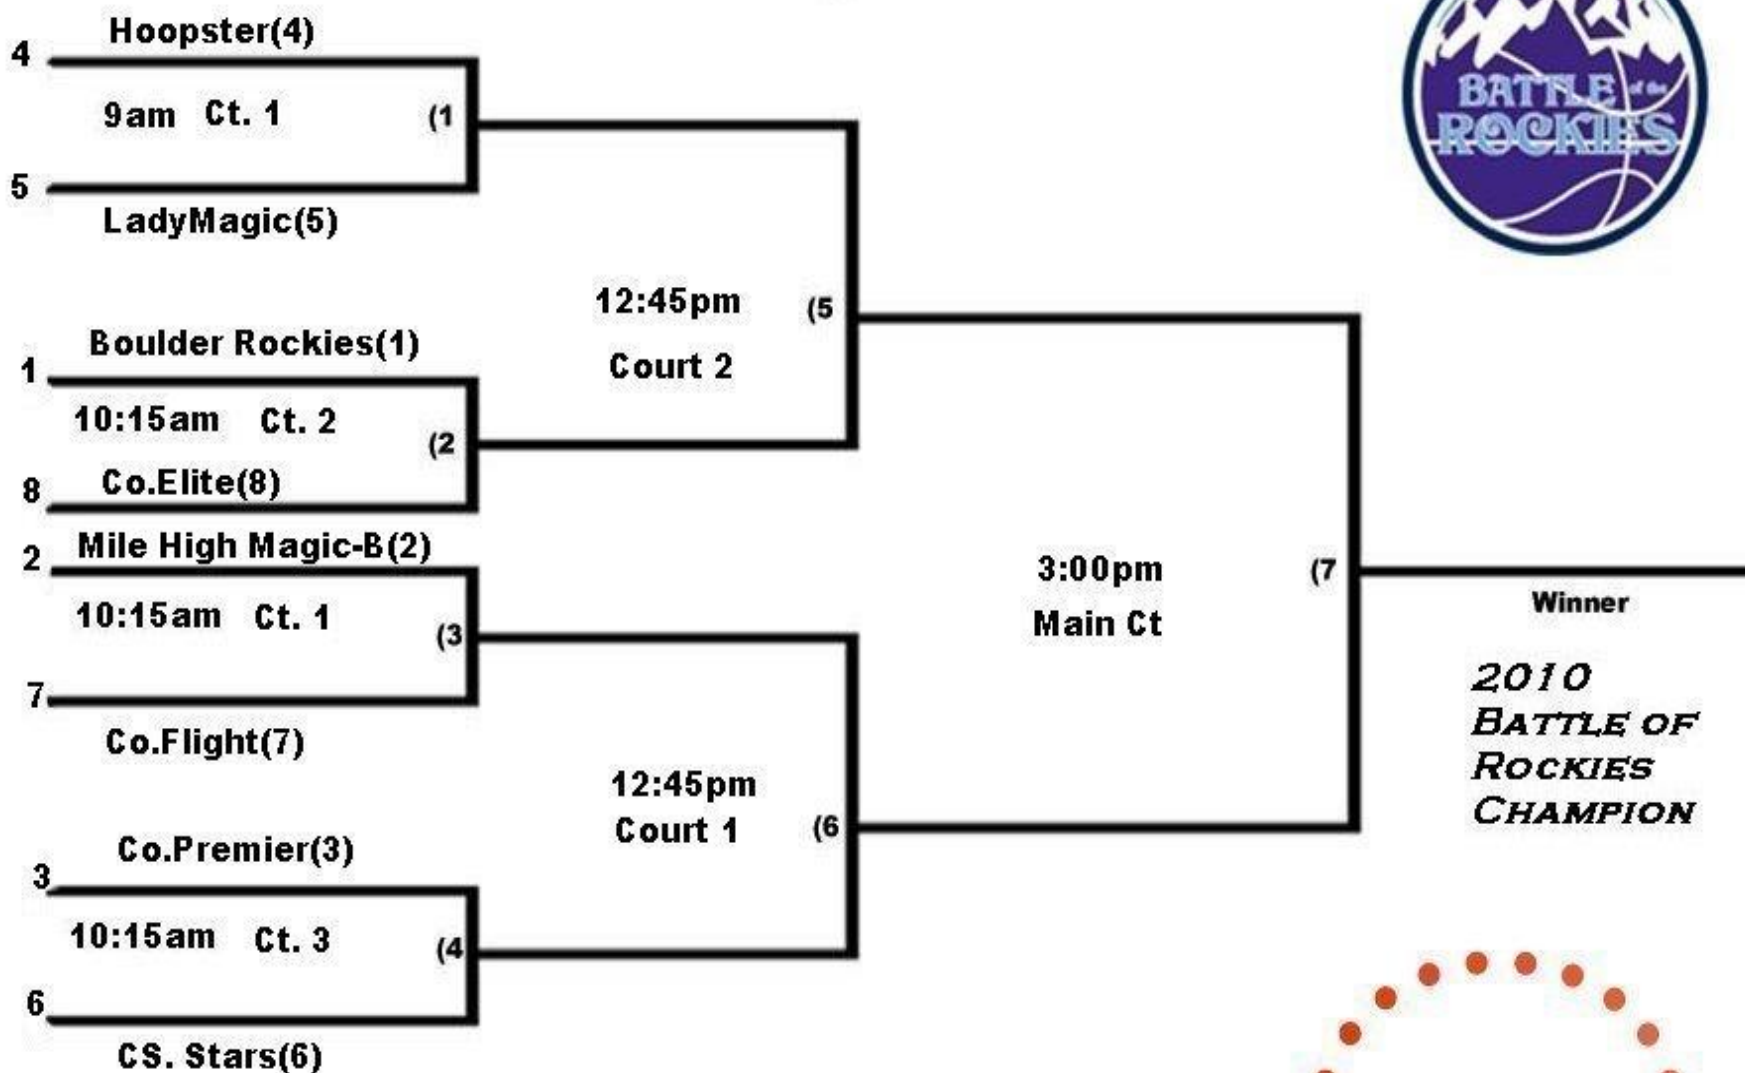 Hoopster(4)
4
9am Ct. 1 (1
5
LadyMagic(5)
BATTLE of the
ROCKIES
12:45pm (5
Court 2
Boulder Rockies(1)
1
10:15am Ct. 2 (2
Co.Elite(8)
8
Mile High Magic-B(2)
2
10:15am Ct. 1 (3
7
Co.Flight(7)
3:00pm (7
Main Ct
Winner
2010
BATTLE OF
ROCKIES
CHAMPION
12:45pm
Court 1 (6
Co.Premier(3)
3
10:15am Ct. 3 (4
6
CS. Stars(6)